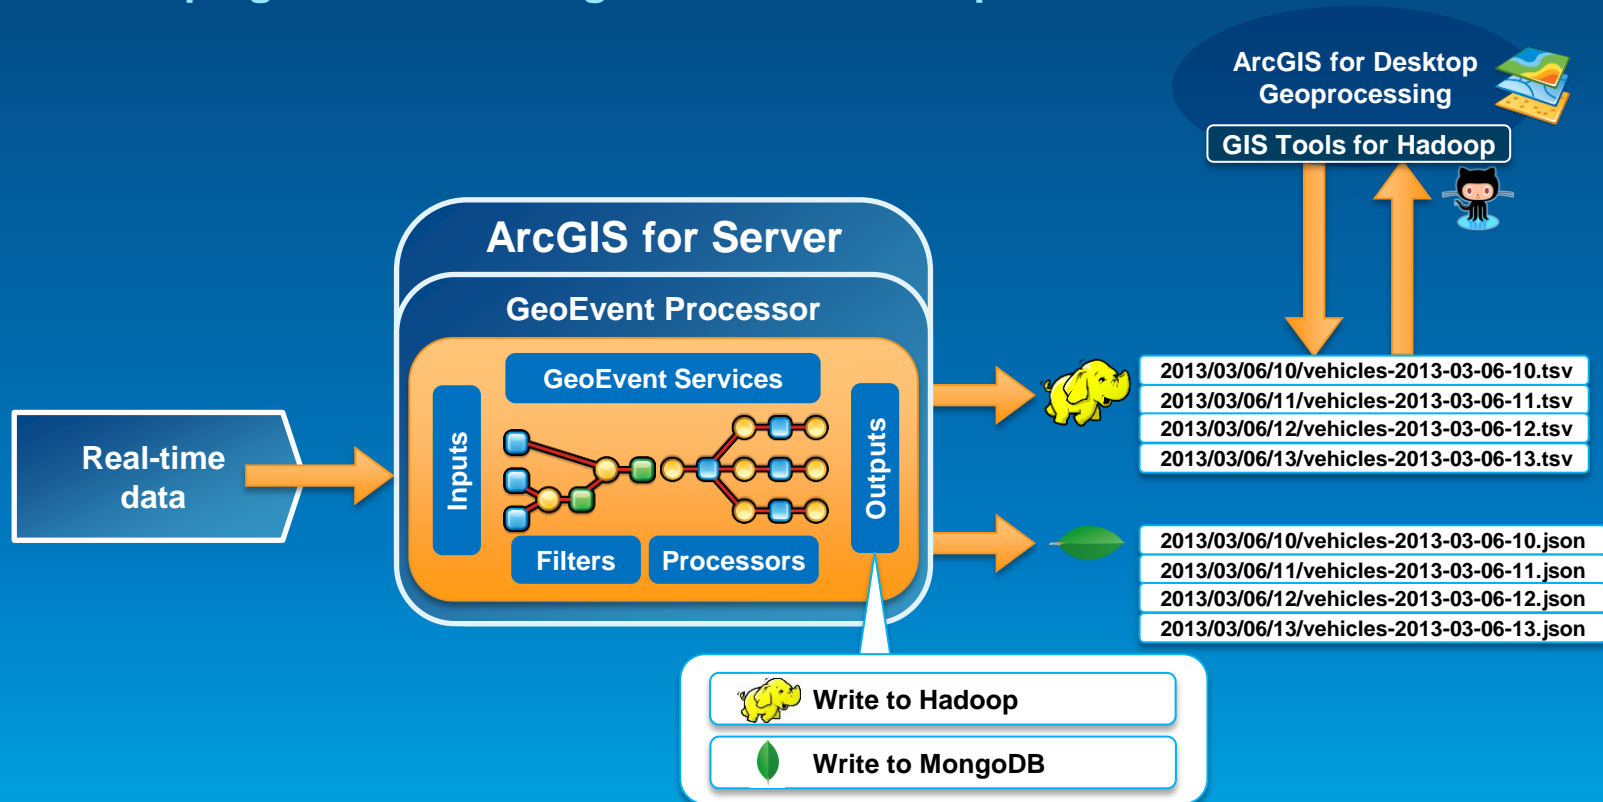 ArcGIS for Desktop
Geoprocessing
GIS Tools for Hadoop
ArcGIS for Server
GeoEvent Processor
GeoEvent Services
Inputs
Outputs
Filters
Processors
Real-time
data
2013/03/06/10/vehicles-2013-03-06-10.tsv
2013/03/06/11/vehicles-2013-03-06-11.tsv
2013/03/06/12/vehicles-2013-03-06-12.tsv
2013/03/06/13/vehicles-2013-03-06-13.tsv
2013/03/06/10/vehicles-2013-03-06-10.json
2013/03/06/11/vehicles-2013-03-06-11.json
2013/03/06/12/vehicles-2013-03-06-12.json
2013/03/06/13/vehicles-2013-03-06-13.json
Write to Hadoop
Write to MongoDB